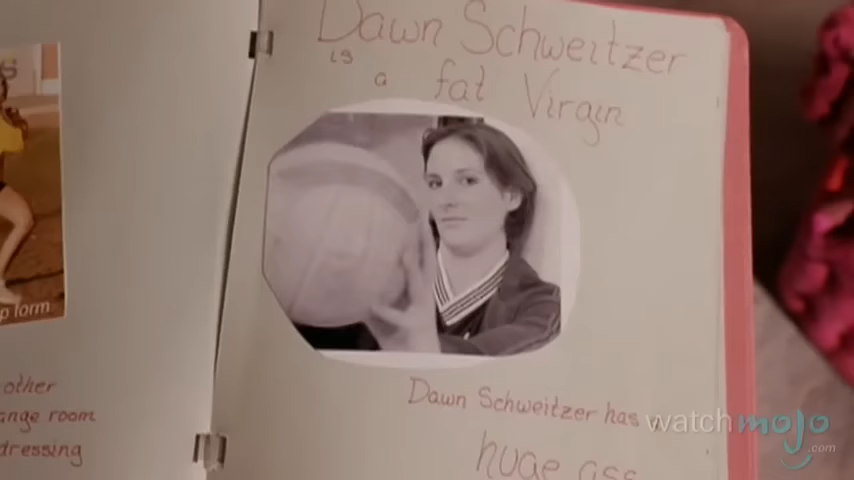 p form
other
ange room
dressing
Dawn Schweitzer
is a fat Virgin
Dawn Schweitzer has
huge ass
watchmojo
.com